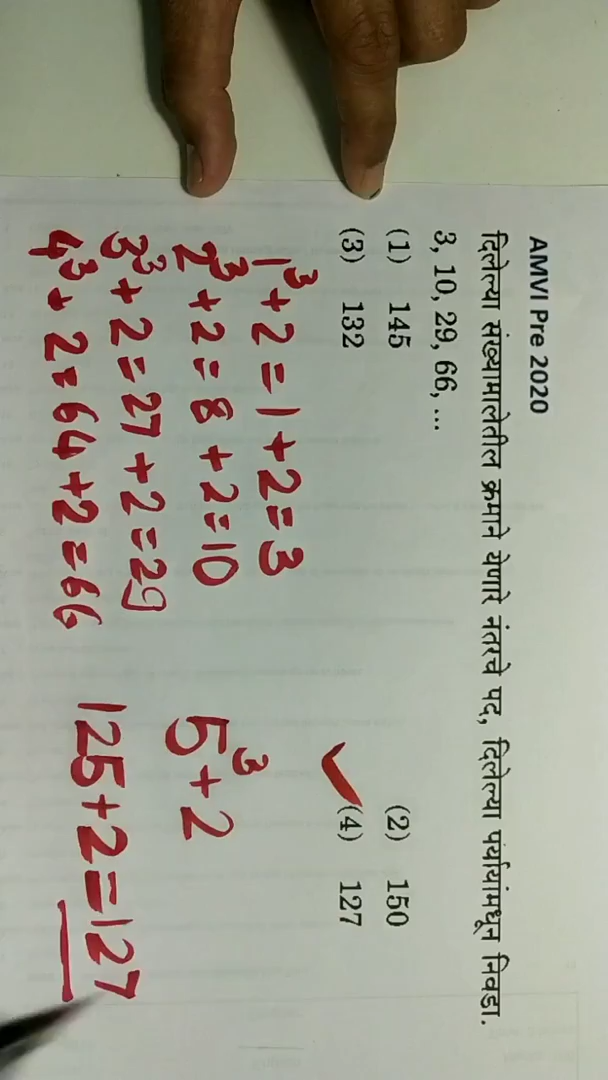 AMVI Pre 2020
दिलेल्या संख्यामालेतील क्रमाने येणारे नंतरचे पद, दिलेल्या पर्यायांमधून निवडा.
3, 10, 29, 66, ...
(1) 145 (2) 150
(3) 132 (4) 127
1³+2=1+2=3
2³+2=8+2=10
3³+2=27+2=29
4³+2=64+2=66
5³+2
125+2=127